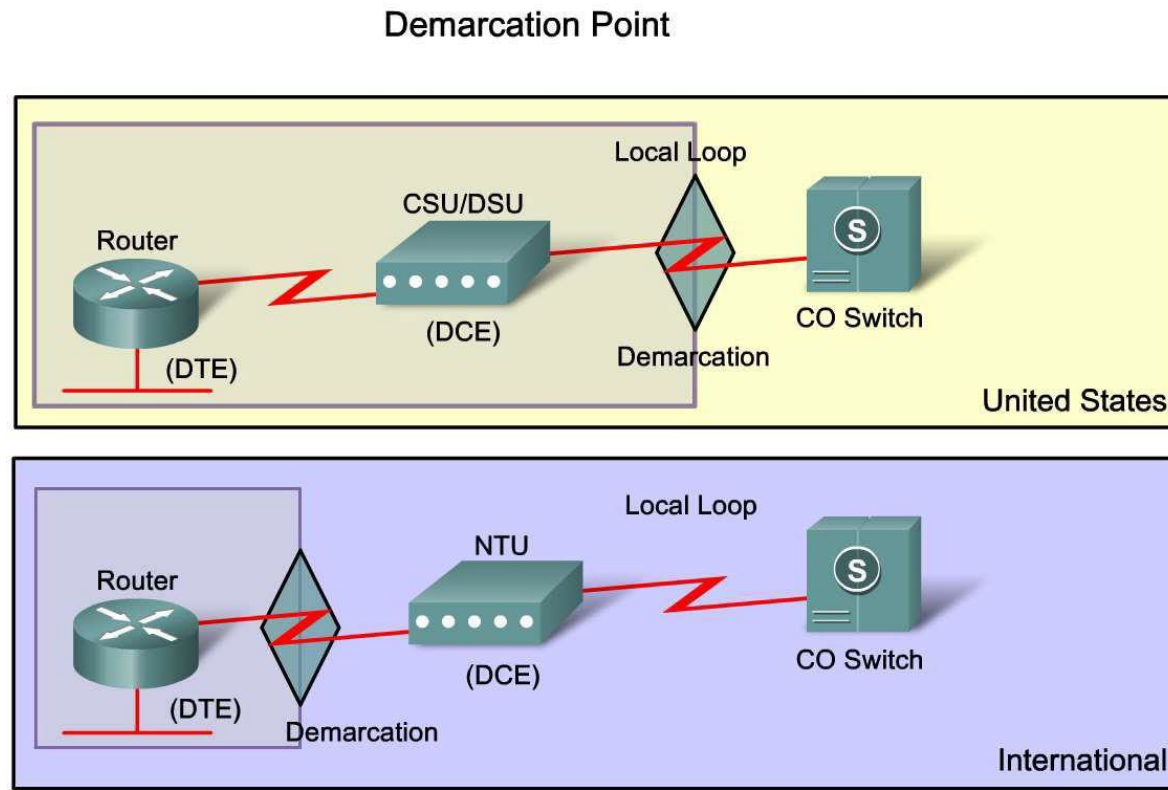 Demarcation Point
Local Loop
CSU/DSU
Router
S
CO Switch
(DCE)
Demarcation
(DTE)
United States
Local Loop
NTU
Router
S
CO Switch
(DCE)
(DTE)
Demarcation
International